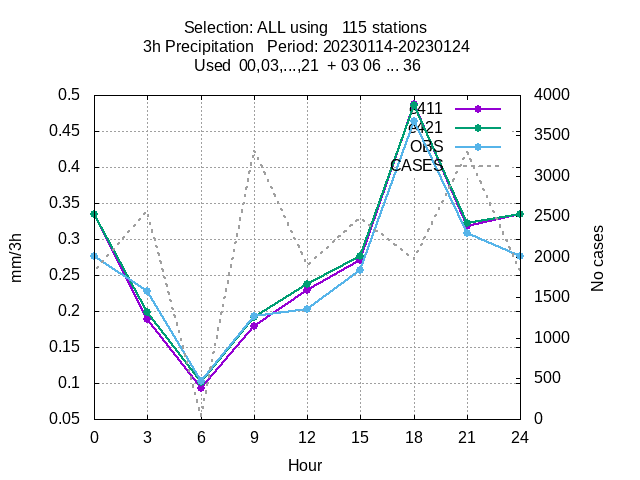 Selection: ALL using   115 stations
3h Precipitation   Period: 20230114-20230124
Used  00,03,...,21  + 03 06 ... 36
0.5
0.45
0.4
0.35
0.3
0.25
0.2
0.15
0.1
0.05
mm/3h
e411
e421
OBS
CASES
4000
3500
3000
2500
2000
1500
1000
500
0
No cases
0 3 6 9 12 15 18 21 24
Hour